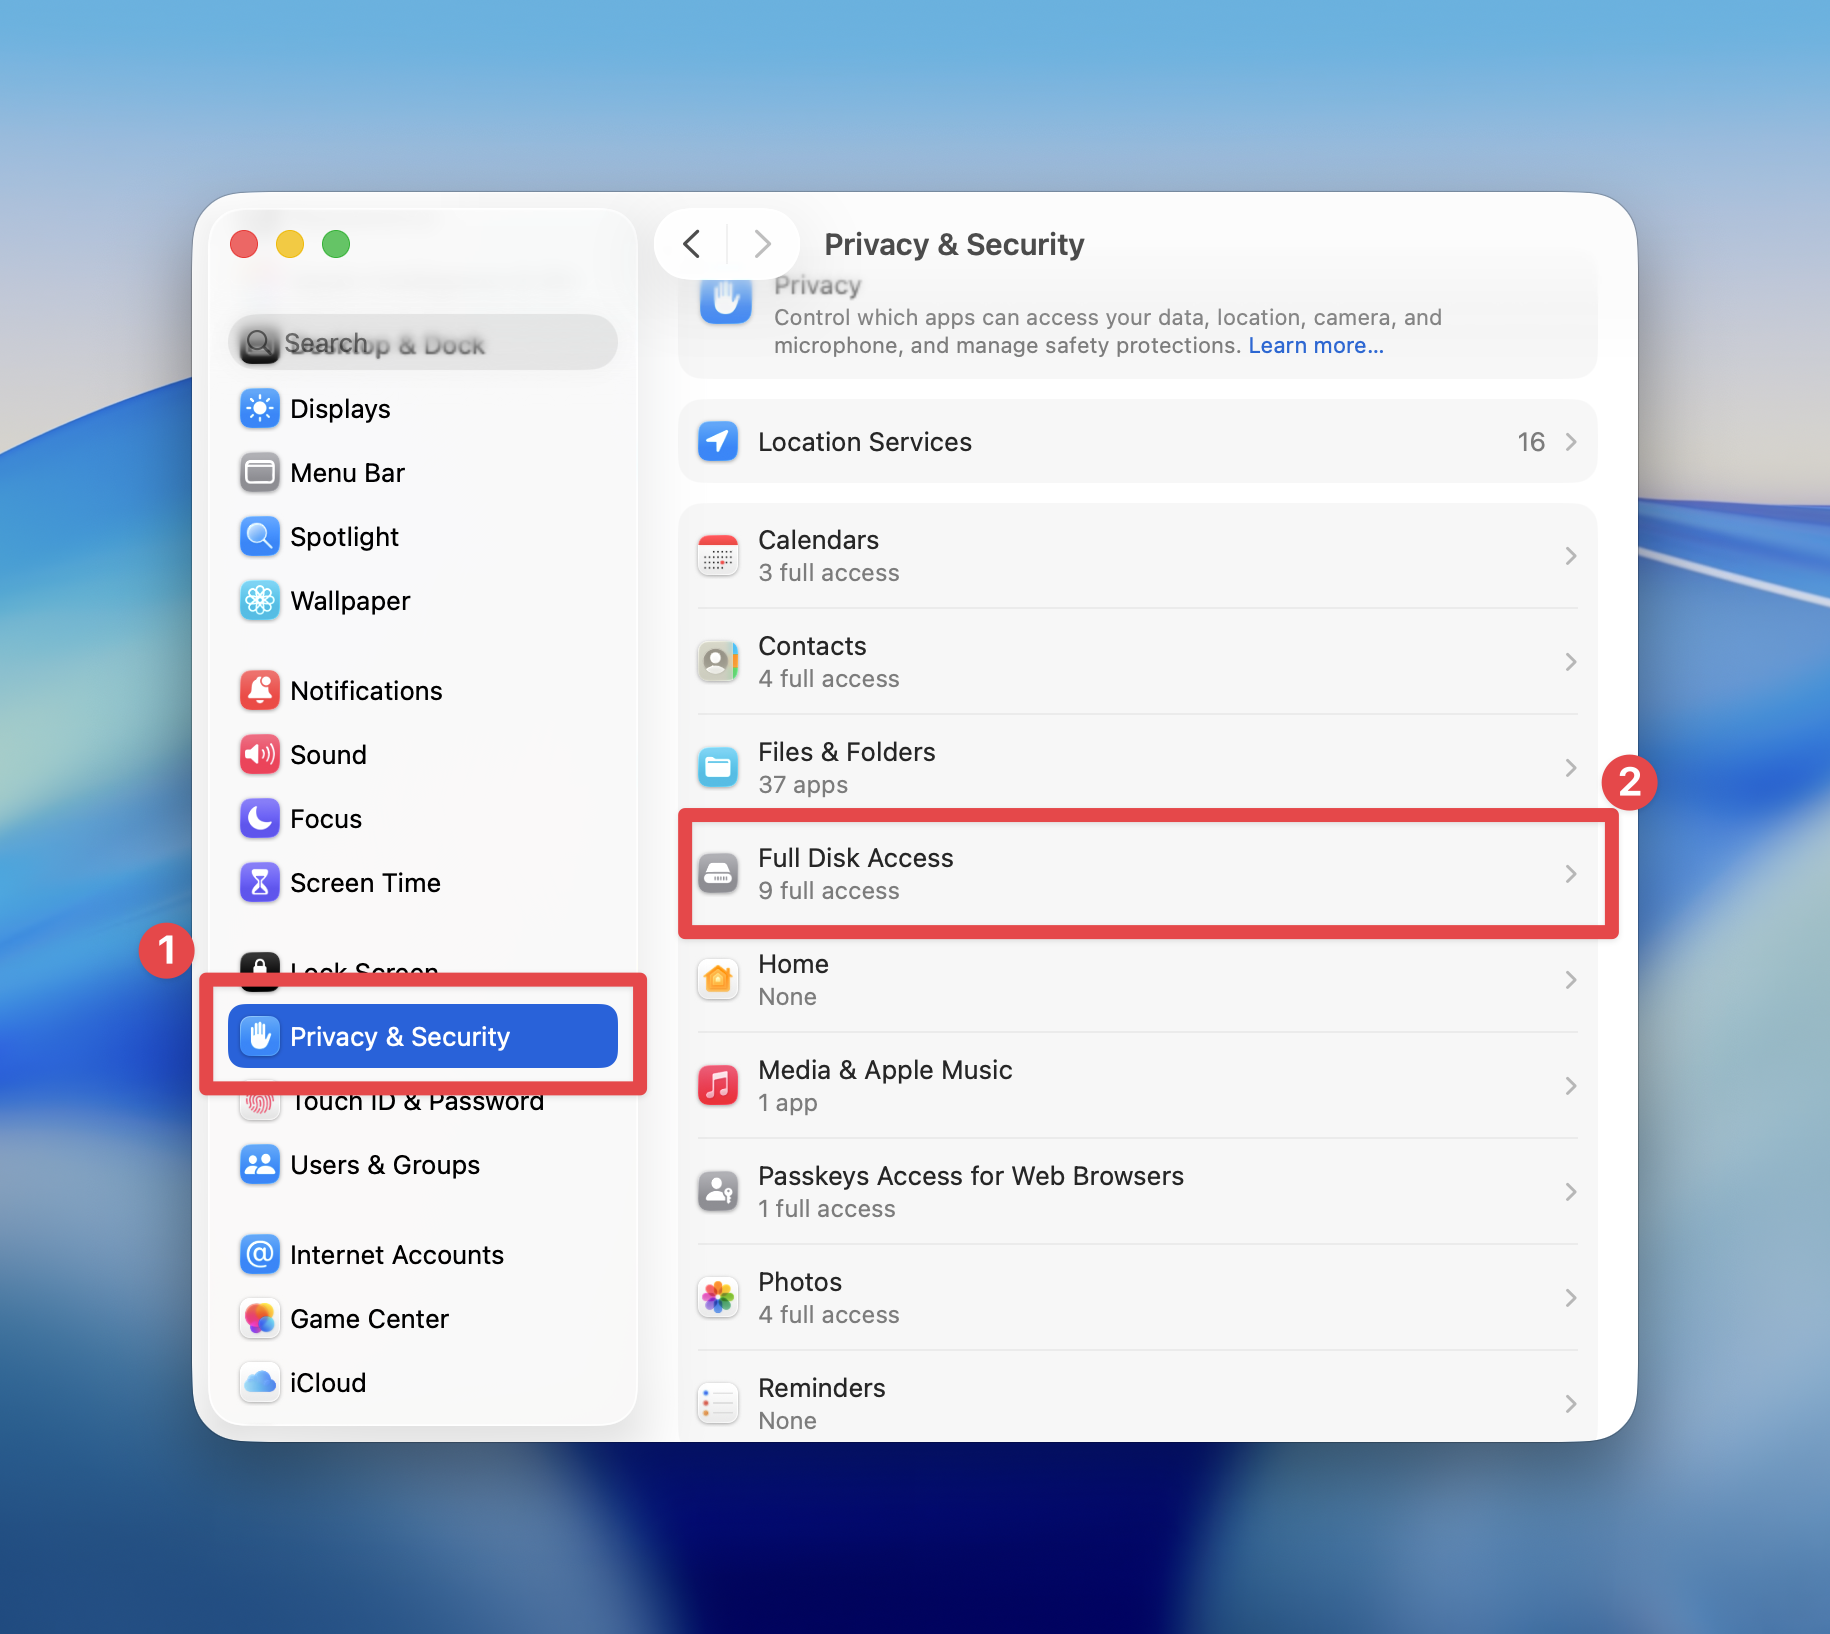 Search
Desktop & Dock
Displays
Menu Bar
Spotlight
Wallpaper
Notifications
Sound
Focus
Screen Time
1
Lock Screen
Privacy & Security
Touch ID & Password
Users & Groups
Internet Accounts
Game Center
iCloud
Privacy & Security
Privacy
Control which apps can access your data, location, camera, and
microphone, and manage safety protections. Learn more...
Location Services
16
Calendars
3 full access
Contacts
4 full access
Files & Folders
37 apps
2
Full Disk Access
9 full access
Home
None
Media & Apple Music
1 app
Passkeys Access for Web Browsers
1 full access
Photos
4 full access
Reminders
None